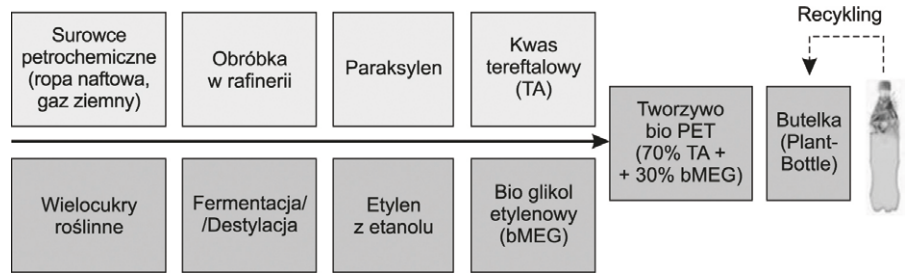 Recykling
Surowce
petrochemiczne
(ropa naftowa,
gaz ziemny)
Obróbka
w rafinerii
Paraksylen
Kwas
tereftalowy
(TA)
Tworzywo
bio PET
(70% TA +
+ 30% bMEG)
Butelka
(Plant-
Bottle)
Wielocukry
roślinne
Fermentacja/
/Destylacja
Etylen
z etanolu
Bio glikol
etylenowy
(bMEG)